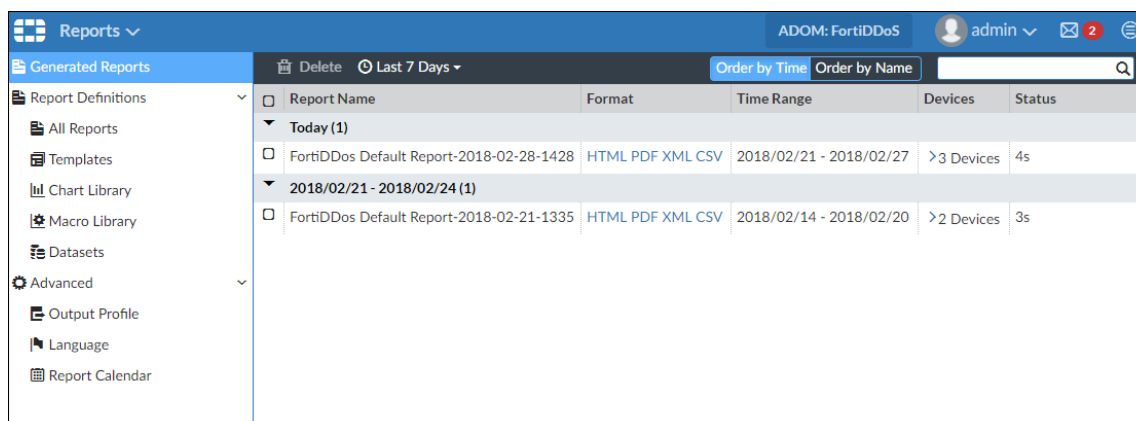 Reports
ADOM: FortiDDoS
admin
2
Generated Reports
Delete
Last 7 Days
Order by Time Order by Name
Report Definitions
Report Name Format Time Range Devices Status
All Reports
Today (1)
Templates
FortiDDos Default Report-2018-02-28-1428 HTML PDF XML CSV 2018/02/21 - 2018/02/27 >3 Devices 4s
Chart Library
2018/02/21 - 2018/02/24 (1)
Macro Library
FortiDDos Default Report-2018-02-21-1335 HTML PDF XML CSV 2018/02/14 - 2018/02/20 >2 Devices 3s
Datasets
Advanced
Output Profile
Language
Report Calendar